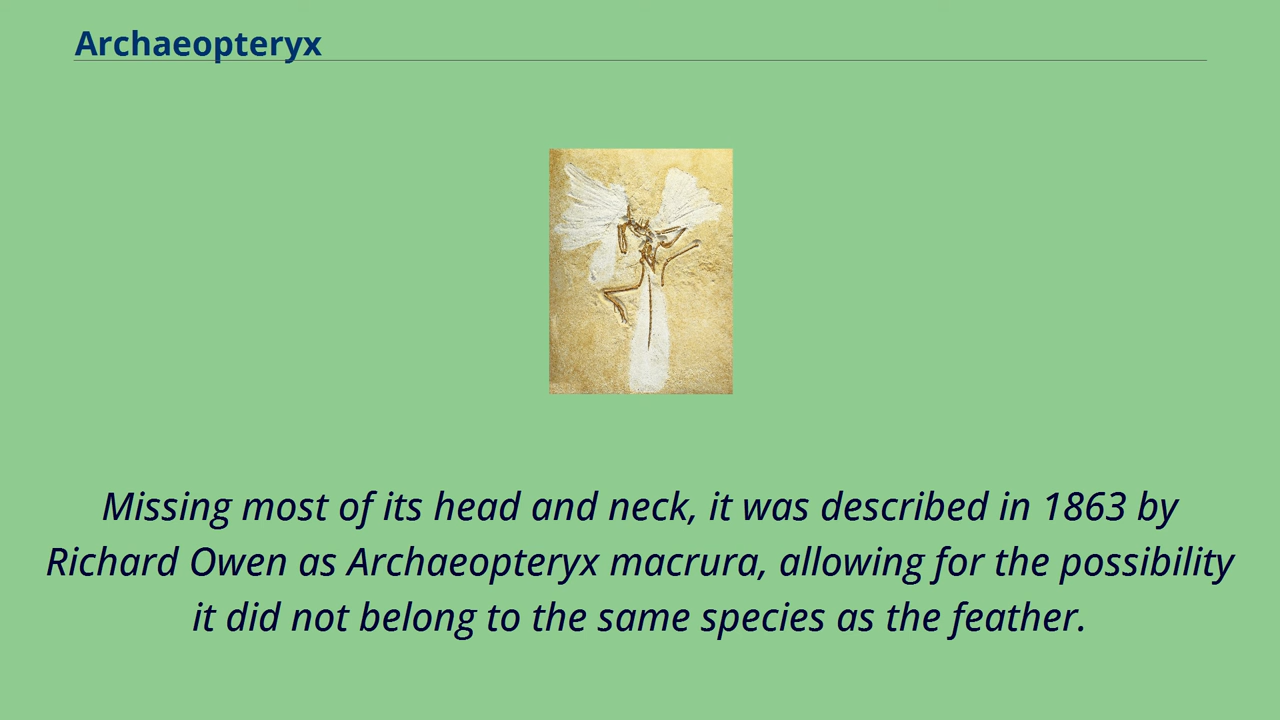 Archaeopteryx
Missing most of its head and neck, it was described in 1863 by
Richard Owen as Archaeopteryx macrura, allowing for the possibility
it did not belong to the same species as the feather.